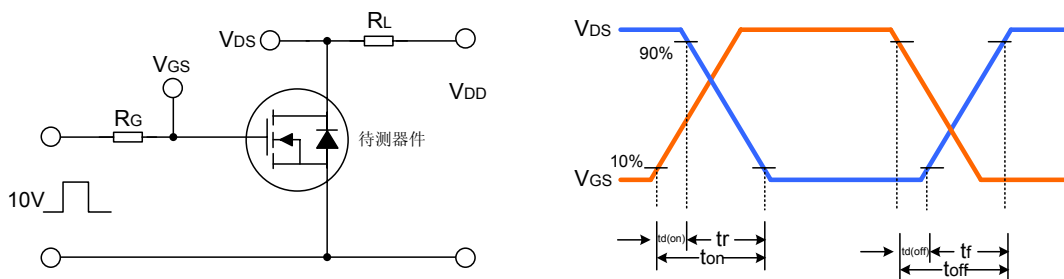 VDS
RL
VGS
VDD
RG
待测器件
10V
VDS
90%
10%
VGS
td(on)
tr
ton
td(off)
tf
toff